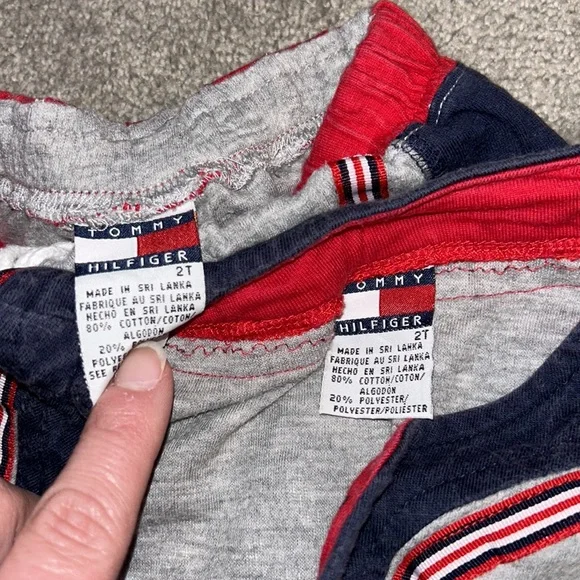 TOMMY
HILFIGER
2T
MADE IN SRI LANKA
FABRIQUE AU SRI LANKA
HECHO EN SRI LANKA
80% COTTON/COTON/
ALGODON
20%
SEE
TOMMY
HILFIGER
2T
MADE IN SRI LANKA
FABRIQUE AU SRI LANKA
HECHO EN SRI LANKA
80% COTTON/COTON/
ALGODON
20% POLYESTER/
POLYESTER/POLIESTER